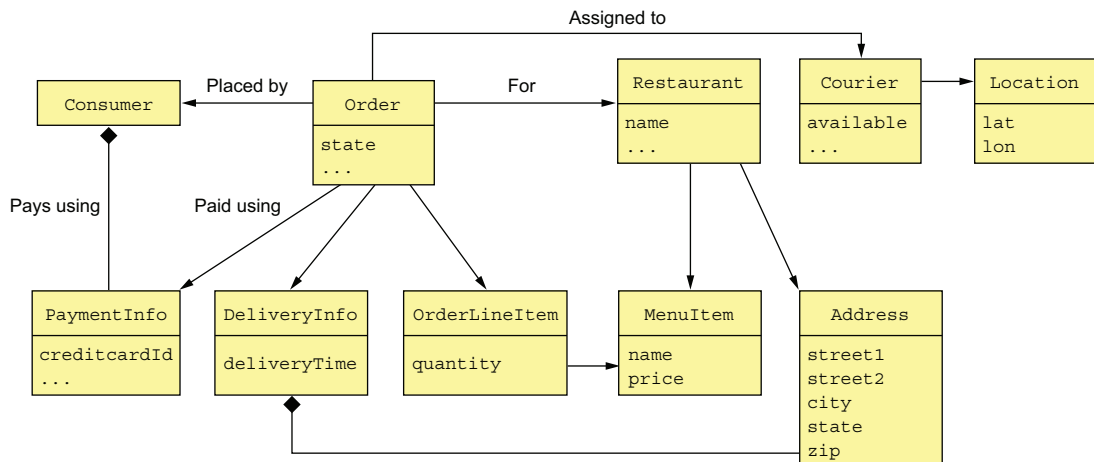 Assigned to
Consumer
Placed by
Order
state
...
For
Restaurant
name
...
Courier
available
...
Location
lat
lon
Pays using
Paid using
PaymentInfo
creditcardId
...
DeliveryInfo
deliveryTime
OrderLineItem
quantity
MenuItem
name
price
Address
street1
street2
city
state
zip